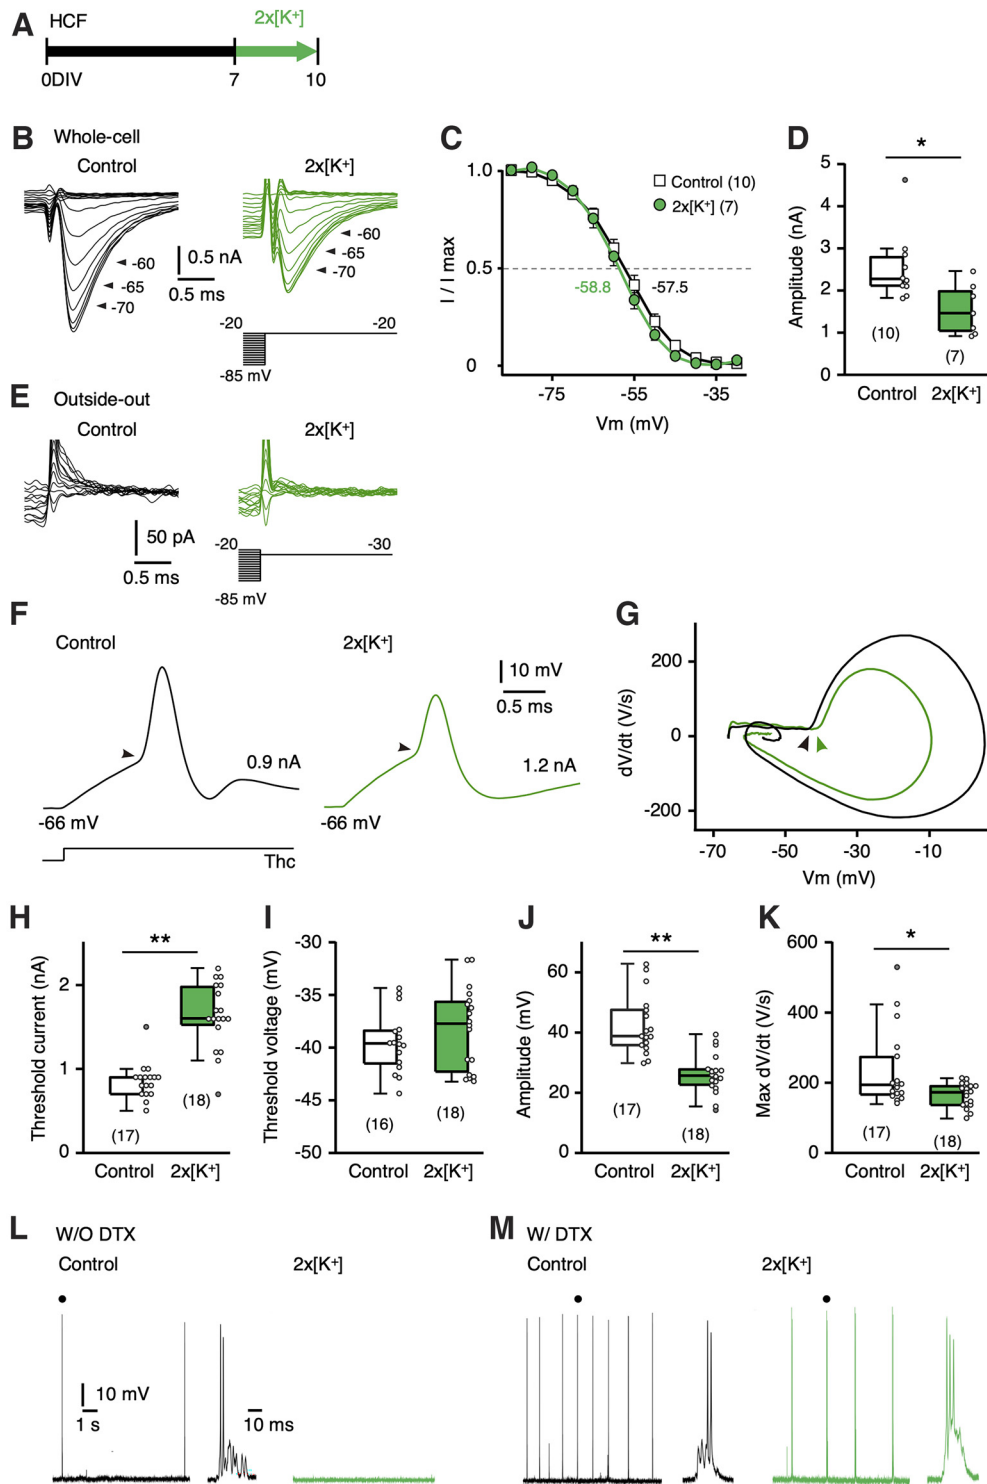 A
HCF
2x[K+]
0DIV
7
10
B
Whole-cell
Control
2x[K+]
-60
-65
-70
0.5 nA
0.5 ms
-60
-65
-70
-20
-20
-85 mV
C
I / I max
1.0
0.5
0
Control (10)
2x[K+] (7)
-58.8
-57.5
-75
-55
-35
Vm (mV)
D
Amplitude (nA)
5
4
3
2
1
0
*
(10)
(7)
Control
2x[K+]
E
Outside-out
Control
2x[K+]
50 pA
0.5 ms
-20
-30
-85 mV
F
Control
2x[K+]
10 mV
0.5 ms
0.9 nA
1.2 nA
-66 mV
-66 mV
Thc
G
dV/dt (V/s)
200
0
-200
-70
-50
-30
-10
Vm (mV)
H
Threshold current (nA)
2
1
0
**
(17)
(18)
Control
2x[K+]
I
Threshold voltage (mV)
-30
-35
-40
-45
-50
(16)
(18)
Control
2x[K+]
J
Amplitude (mV)
60
40
20
0
**
(17)
(18)
Control
2x[K+]
K
Max dV/dt (V/s)
600
400
200
0
*
(17)
(18)
Control
2x[K+]
L
W/O DTX
Control
2x[K+]
10 mV
1 s
10 ms
M
W/ DTX
Control
2x[K+]